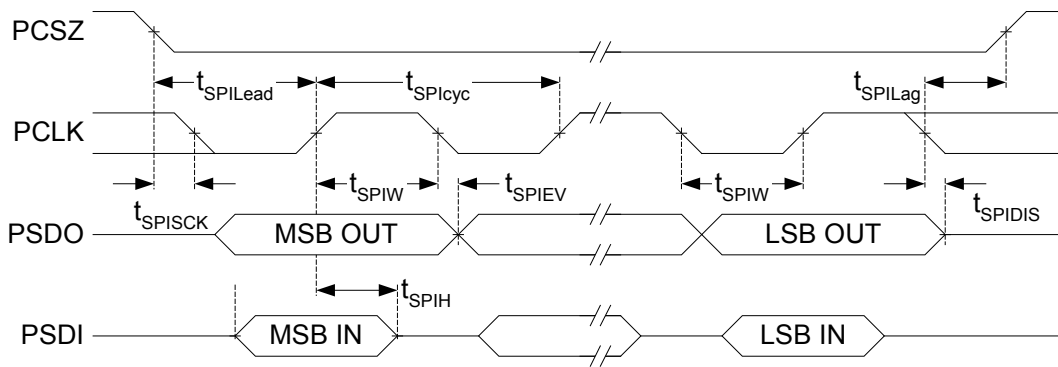 PCSZ
tSPILead
tSPIcyc
tSPILag
PCLK
tSPISCK
tSPIW
tSPIEV
tSPIW
tSPIDIS
PSDO
MSB OUT
LSB OUT
tSPIH
PSDI
MSB IN
LSB IN